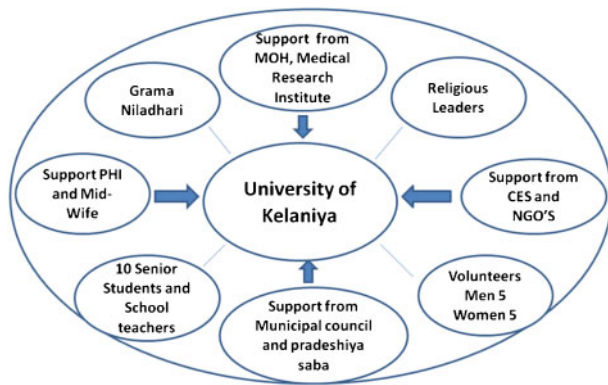 Support from
MOH, Medical
Research
Institute
Grama
Niladhari
Religious
Leaders
Support PHI
and Mid-
Wife
University of
Kelaniya
Support from
CES and
NGO'S
10 Senior
Students and
School
teachers
Support from
Municipal council
and pradeshiya
saba
Volunteers
Men 5
Women 5